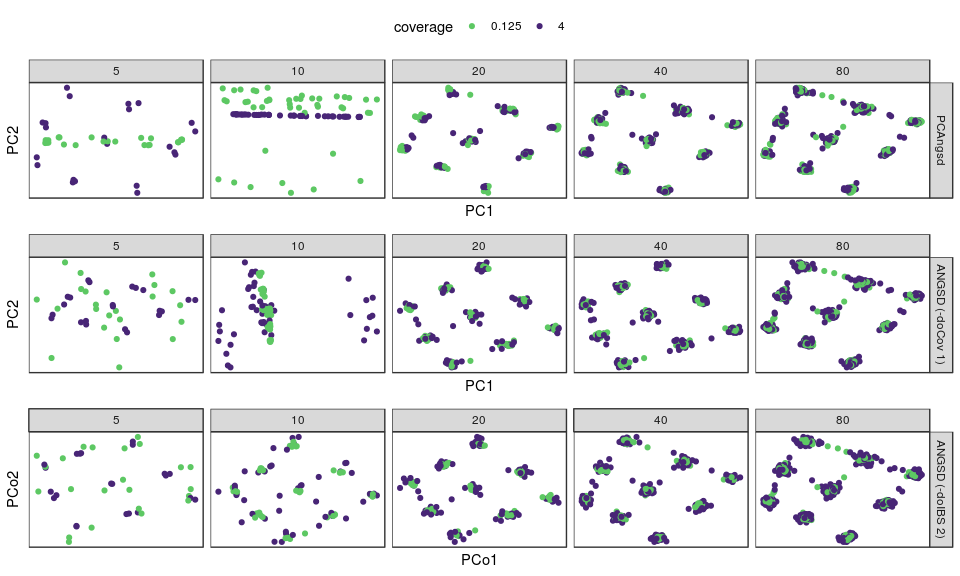 coverage 0.125 4
5 10 20 40 80
PC2
PCAngsd
PC1
5 10 20 40 80
PC2
ANGSD (-doCov 1)
PC1
5 10 20 40 80
PCo2
ANGSD (-doIBS 2)
PCo1